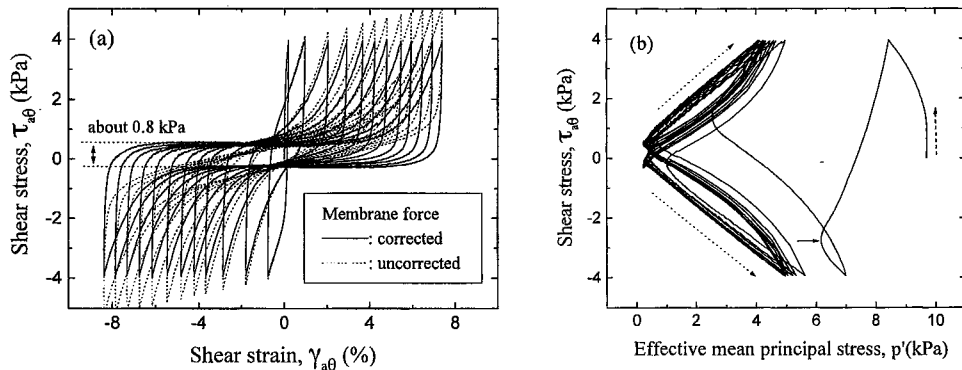 (a)
4
2
0
-2
-4
Shear stress, τaθ (kPa)
about 0.8 kPa
Membrane force
: corrected
: uncorrected
-8 -4 0 4 8
Shear strain, γaθ (%)
(b)
4
2
0
-2
-4
Shear stress, τaθ (kPa)
0 2 4 6 8 10
Effective mean principal stress, p'(kPa)